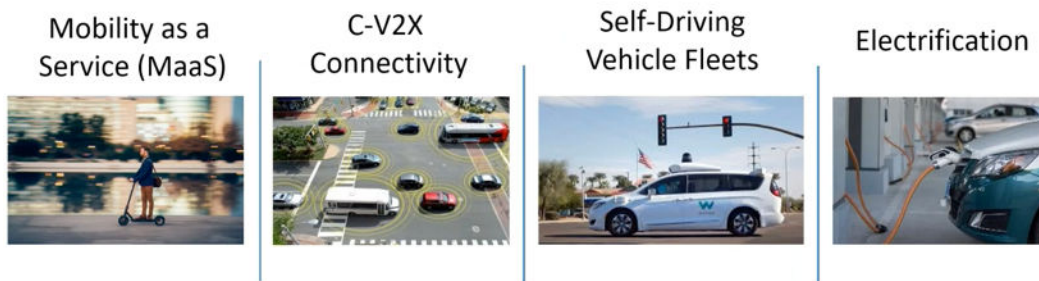 Mobility as a
Service (MaaS)
C-V2X
Connectivity
Self-Driving
Vehicle Fleets
Electrification